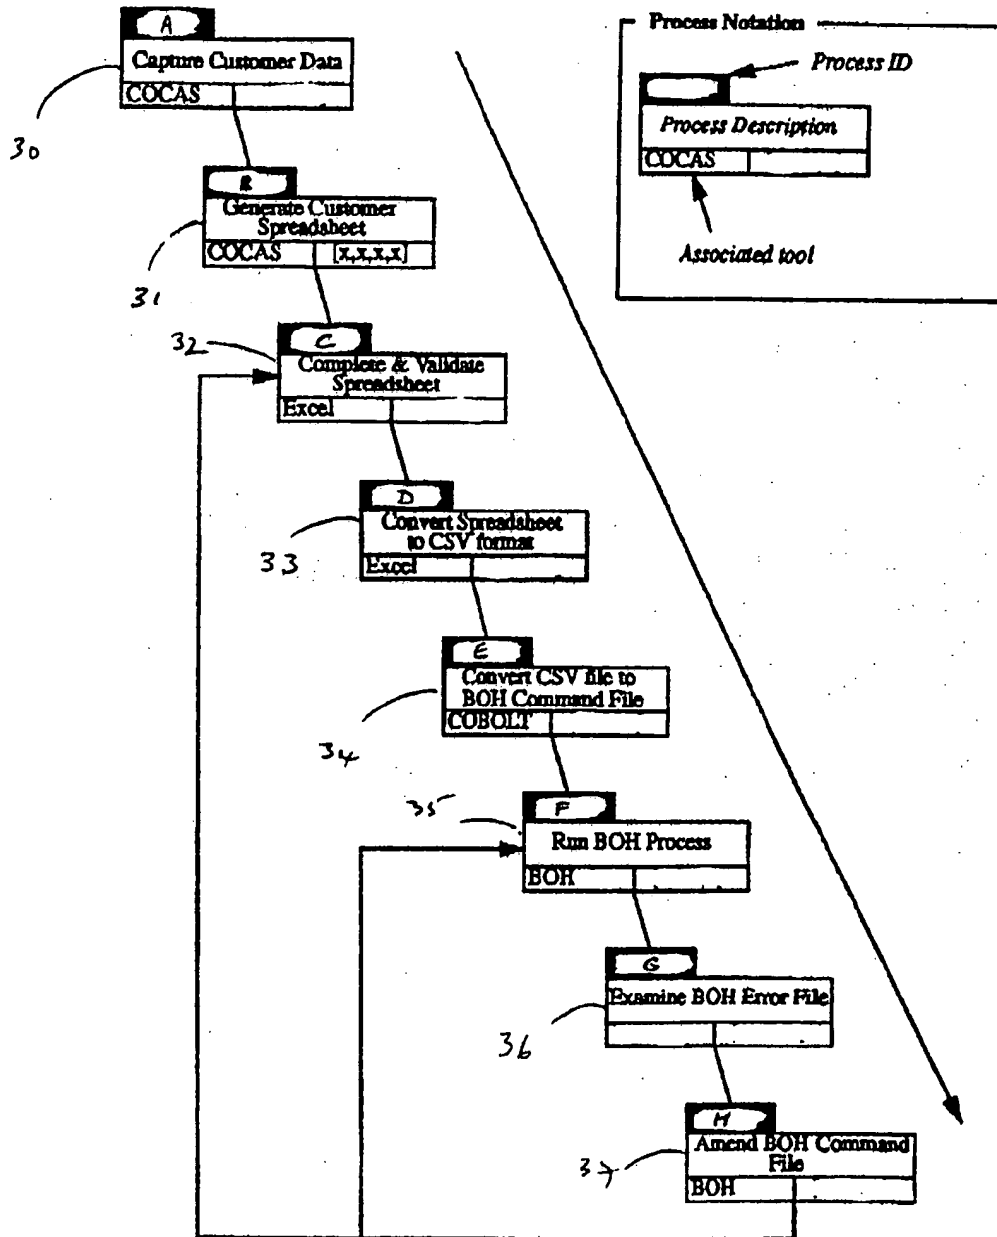 A
Capture Customer Data
COCAS
30
Process Notation
Process ID
Process Description
COCAS
Associated tool
Generate Customer
Spreadsheet
COCAS [x,x,x,x]
31
C
32
Complete & Validate
Spreadsheet
Excel
D
Convert Spreadsheet
to CSV format
Excel
33
E
Convert CSV file to
BOH Command File
COBOLT
34
F
35
Run BOH Process
BOH
G
Examine BOH Error File
36
H
Amend BOH Command
File
BOH
37